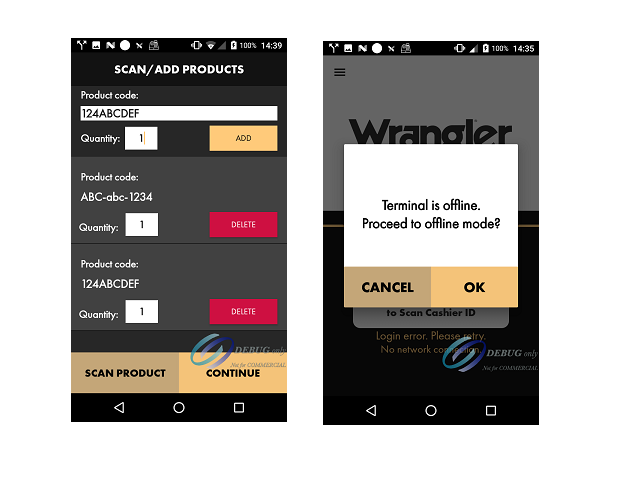 100% 14:39
SCAN/ADD PRODUCTS
Product code:
124ABCDEF
Quantity: 1 ADD
Product code:
ABC-abc-1234
Quantity: 1 DELETE
Product code:
124ABCDEF
Quantity: 1 DELETE
DEBUG only
Not for COMMERCIAL
SCAN PRODUCT CONTINUE
100% 14:35
Wrangler
Terminal is offline.
Proceed to offline mode?
CANCEL OK
to Scan Cashier ID
Login error. Please retry.
No network connection.
DEBUG only
Not for COMMERCIAL